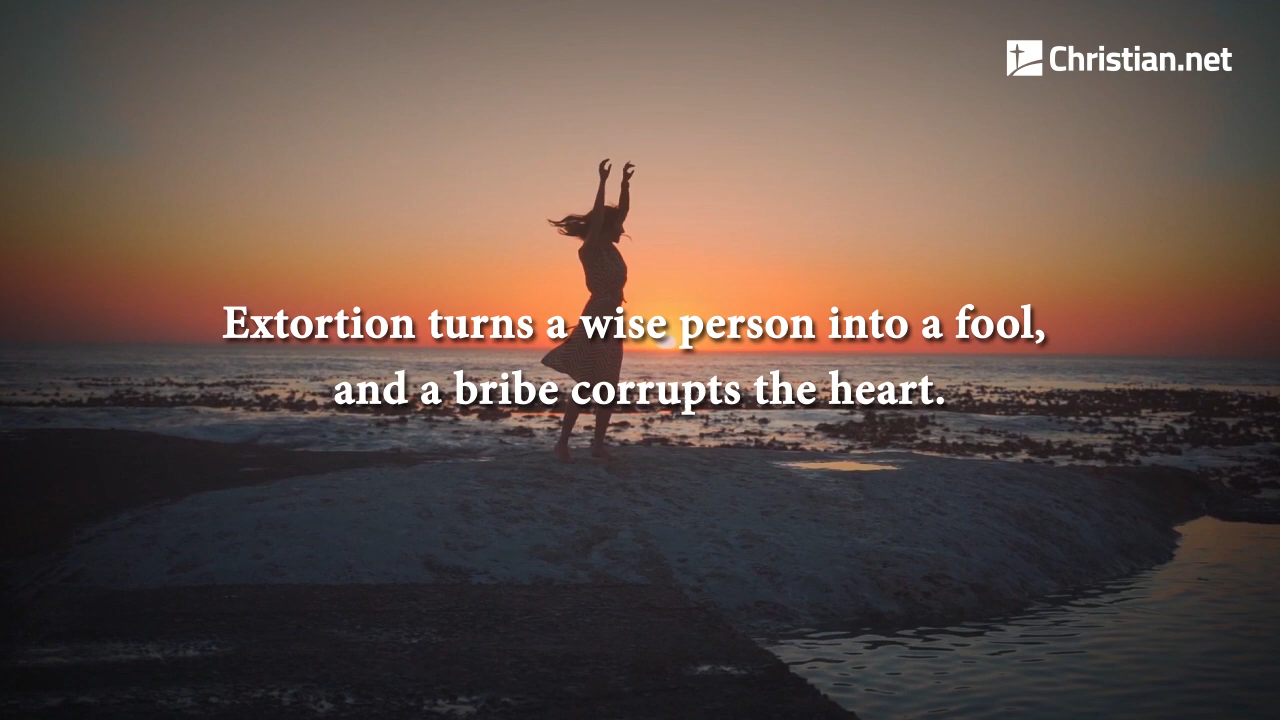 Christian.net
Extortion turns a wise person into a fool,
and a bribe corrupts the heart.